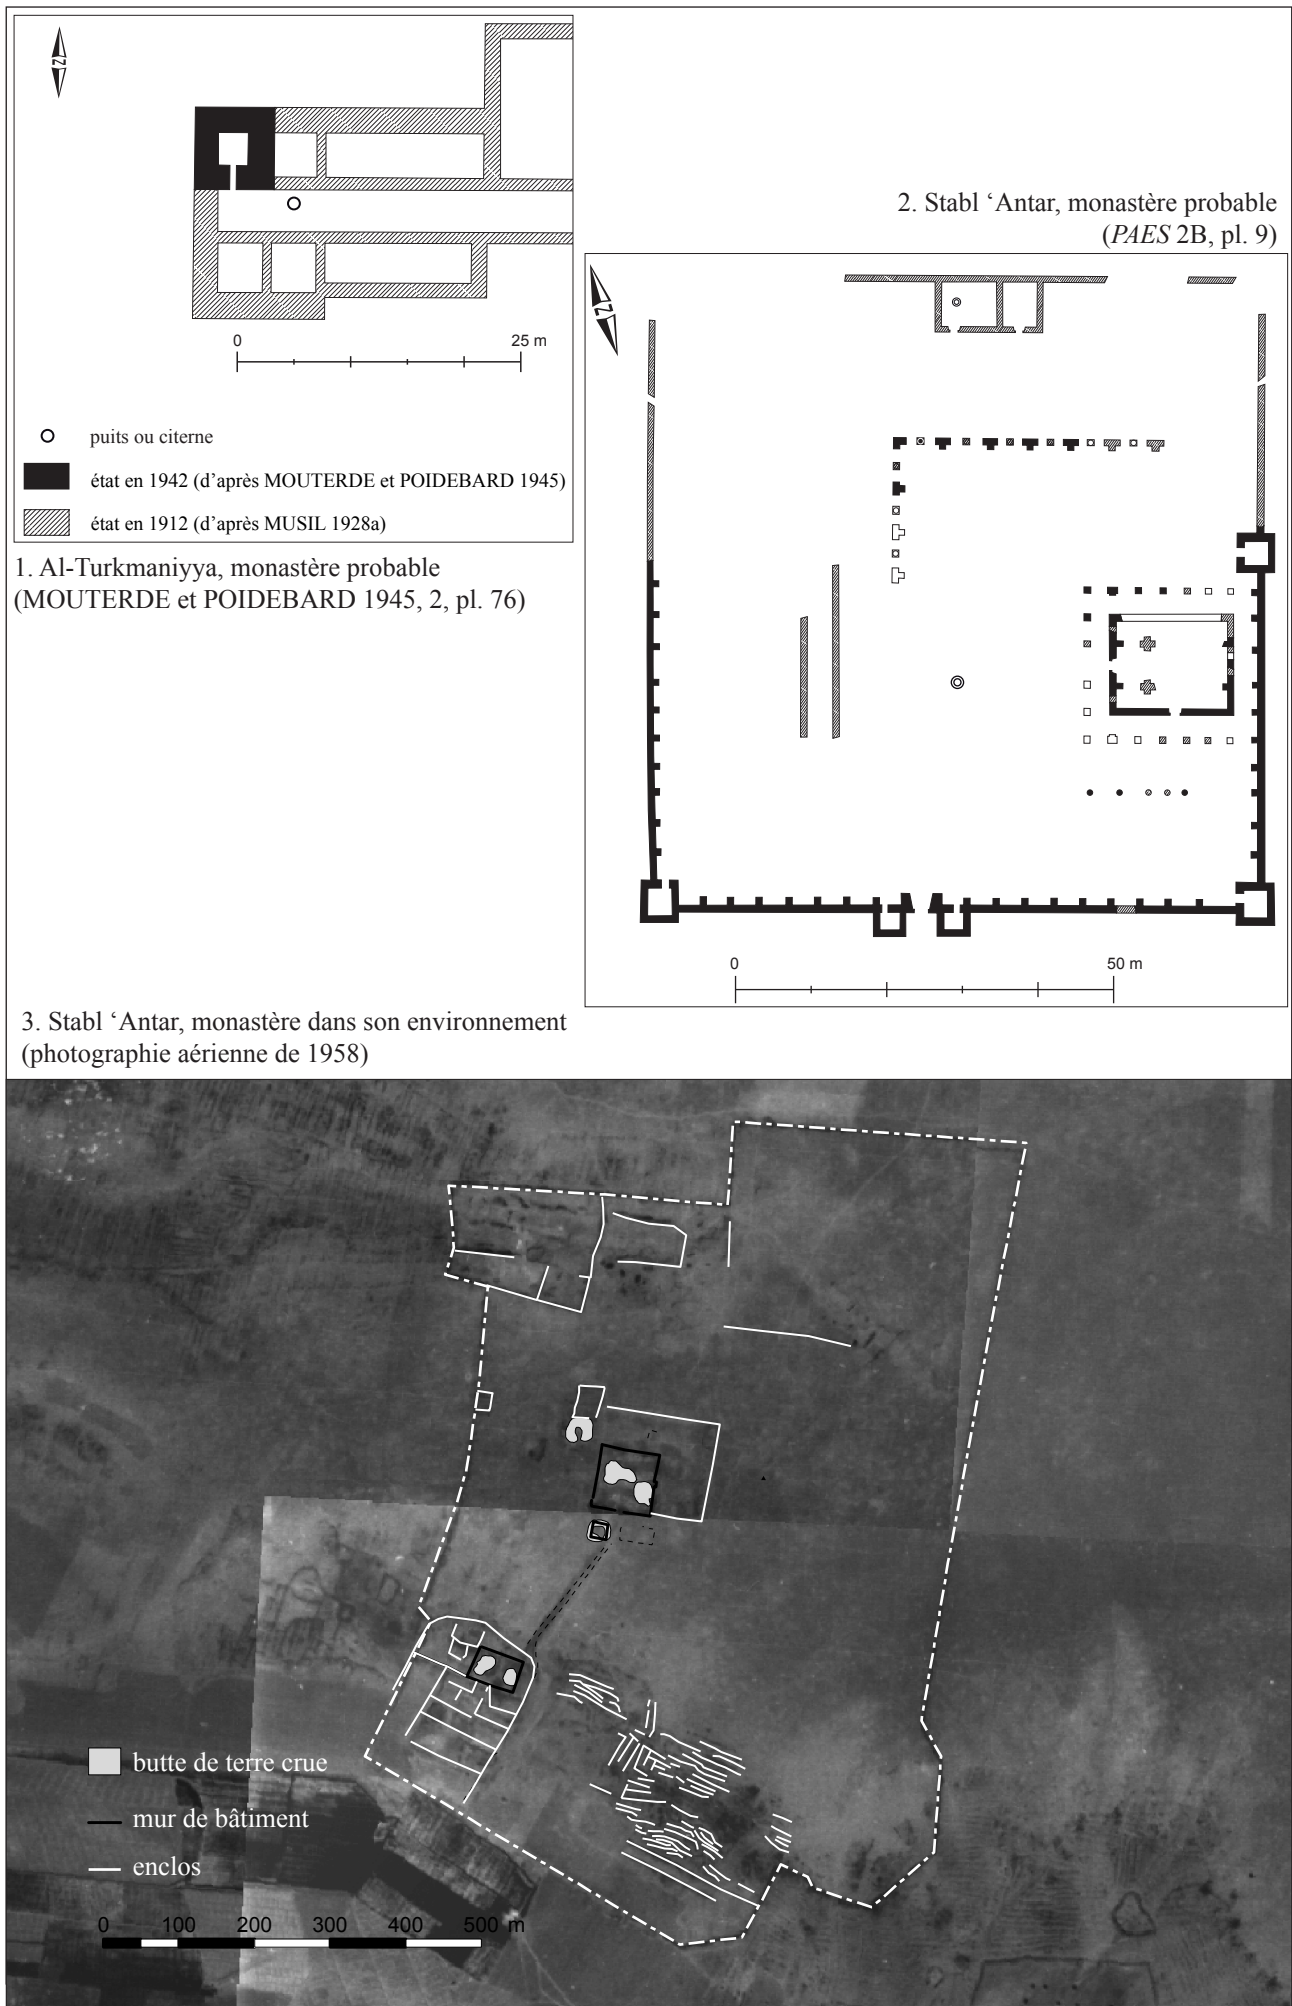 N
0 25 m
puits ou citerne
état en 1942 (d'après MOUTERDE et POIDEBARD 1945)
état en 1912 (d'après MUSIL 1928a)
1. Al-Turkmaniyya, monastère probable
(MOUTERDE et POIDEBARD 1945, 2, pl. 76)
2. Stabl ‘Antar, monastère probable
(PAES 2B, pl. 9)
N
0 50 m
3. Stabl ‘Antar, monastère dans son environnement
(photographie aérienne de 1958)
butte de terre crue
mur de bâtiment
enclos
0 100 200 300 400 500 m